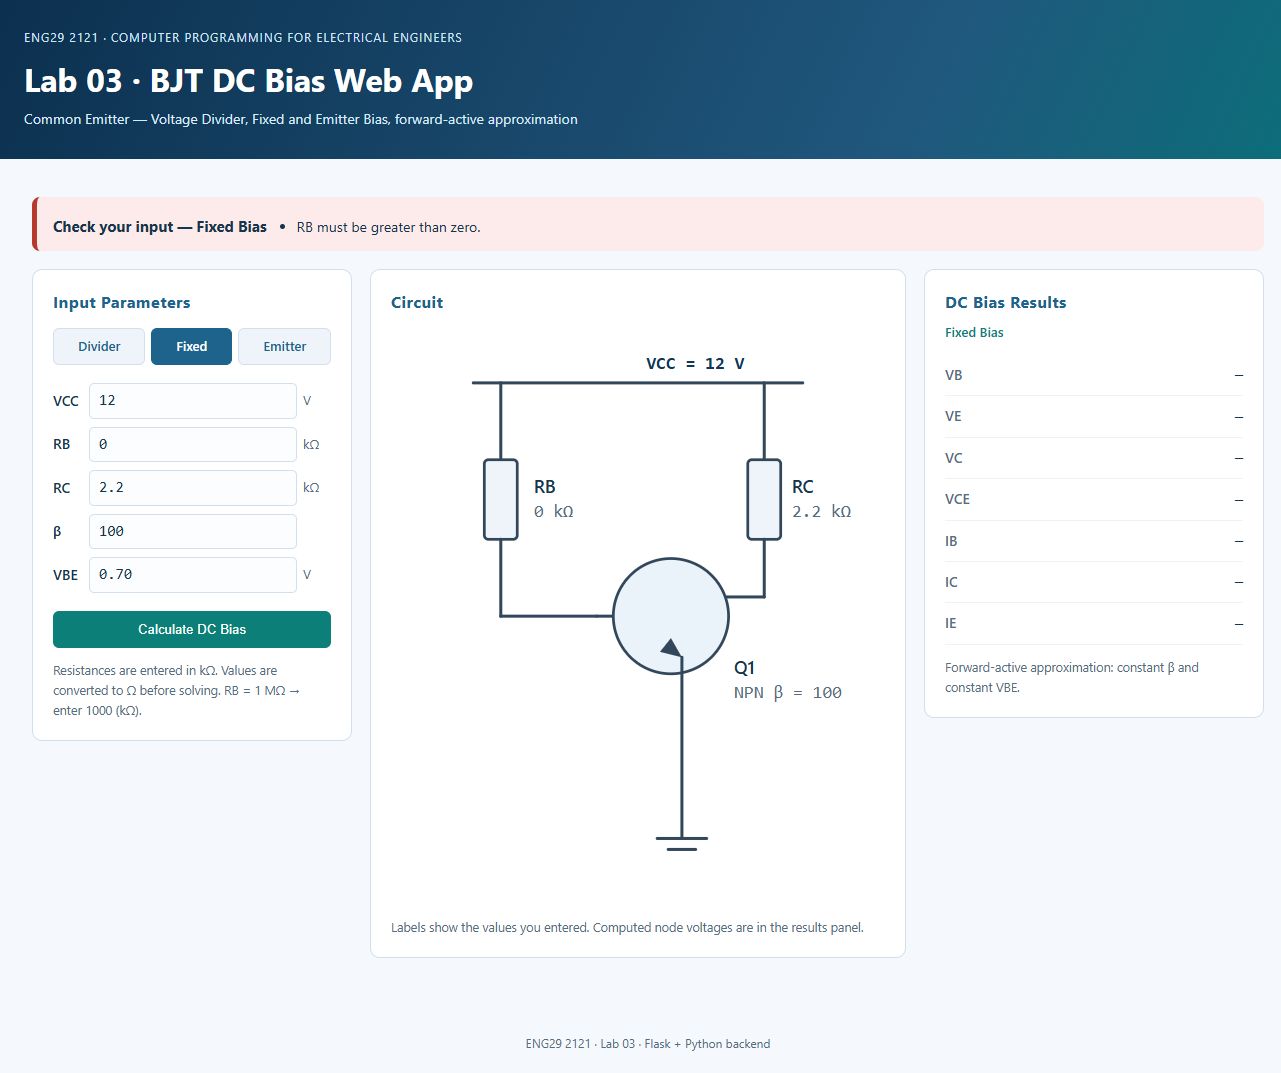 ENG29 2121 · COMPUTER PROGRAMMING FOR ELECTRICAL ENGINEERS
Lab 03 · BJT DC Bias Web App
Common Emitter — Voltage Divider, Fixed and Emitter Bias, forward-active approximation
Check your input — Fixed Bias • RB must be greater than zero.
Input Parameters
Divider Fixed Emitter
VCC 12 V
RB 0 kΩ
RC 2.2 kΩ
β 100
VBE 0.70 V
Calculate DC Bias
Resistances are entered in kΩ. Values are
converted to Ω before solving. RB = 1 MΩ →
enter 1000 (kΩ).
Circuit
VCC = 12 V
RB
0 kΩ
RC
2.2 kΩ
Q1
NPN β = 100
Labels show the values you entered. Computed node voltages are in the results panel.
DC Bias Results
Fixed Bias
VB —
VE —
VC —
VCE —
IB —
IC —
IE —
Forward-active approximation: constant β and
constant VBE.
ENG29 2121 · Lab 03 · Flask + Python backend